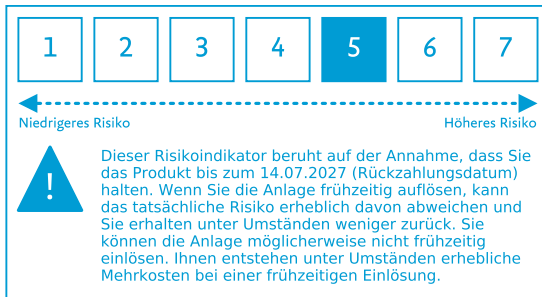 1 2 3 4 5 6 7
Niedrigeres Risiko Höheres Risiko
! Dieser Risikoindikator beruht auf der Annahme, dass Sie
das Produkt bis zum 14.07.2027 (Rückzahlungsdatum)
halten. Wenn Sie die Anlage frühzeitig auflösen, kann
das tatsächliche Risiko erheblich davon abweichen und
Sie erhalten unter Umständen weniger zurück. Sie
können die Anlage möglicherweise nicht frühzeitig
einlösen. Ihnen entstehen unter Umständen erhebliche
Mehrkosten bei einer frühzeitigen Einlösung.